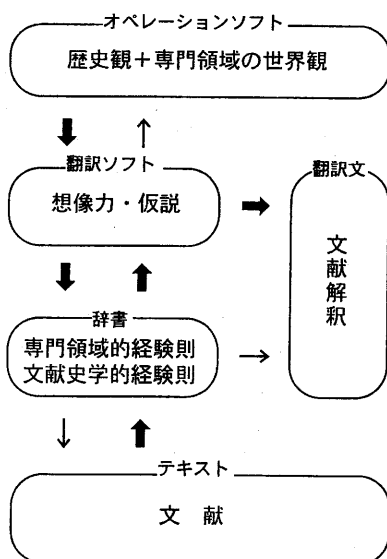 オペレーションソフト
歴史観+専門領域の世界観
翻訳ソフト
想像力・仮説
翻訳文
文献解釈
辞書
専門領域的経験則
文献史学的経験則
テキスト
文 献